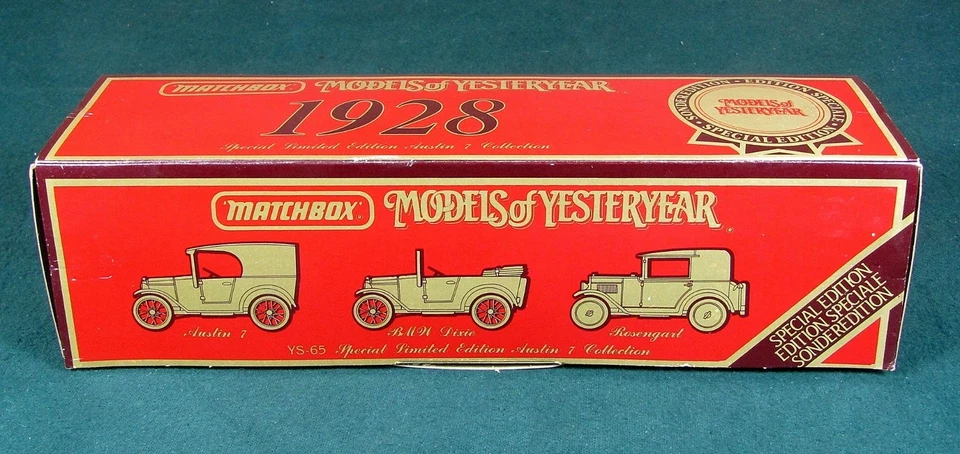 MATCHBOX MODELS of YESTERYEAR
1928
Special Limited Edition Austin 7 Collection
SONDEREDITION • EDITION SPECIALE • SPECIAL EDITION •
MODELS of
YESTERYEAR
MATCHBOX MODELS of YESTERYEAR
Austin 7
BMW Dixie
Rosengart
YS-65 Special Limited Edition Austin 7 Collection
SPECIAL EDITION
EDITION SPECIALE
SONDEREDITION